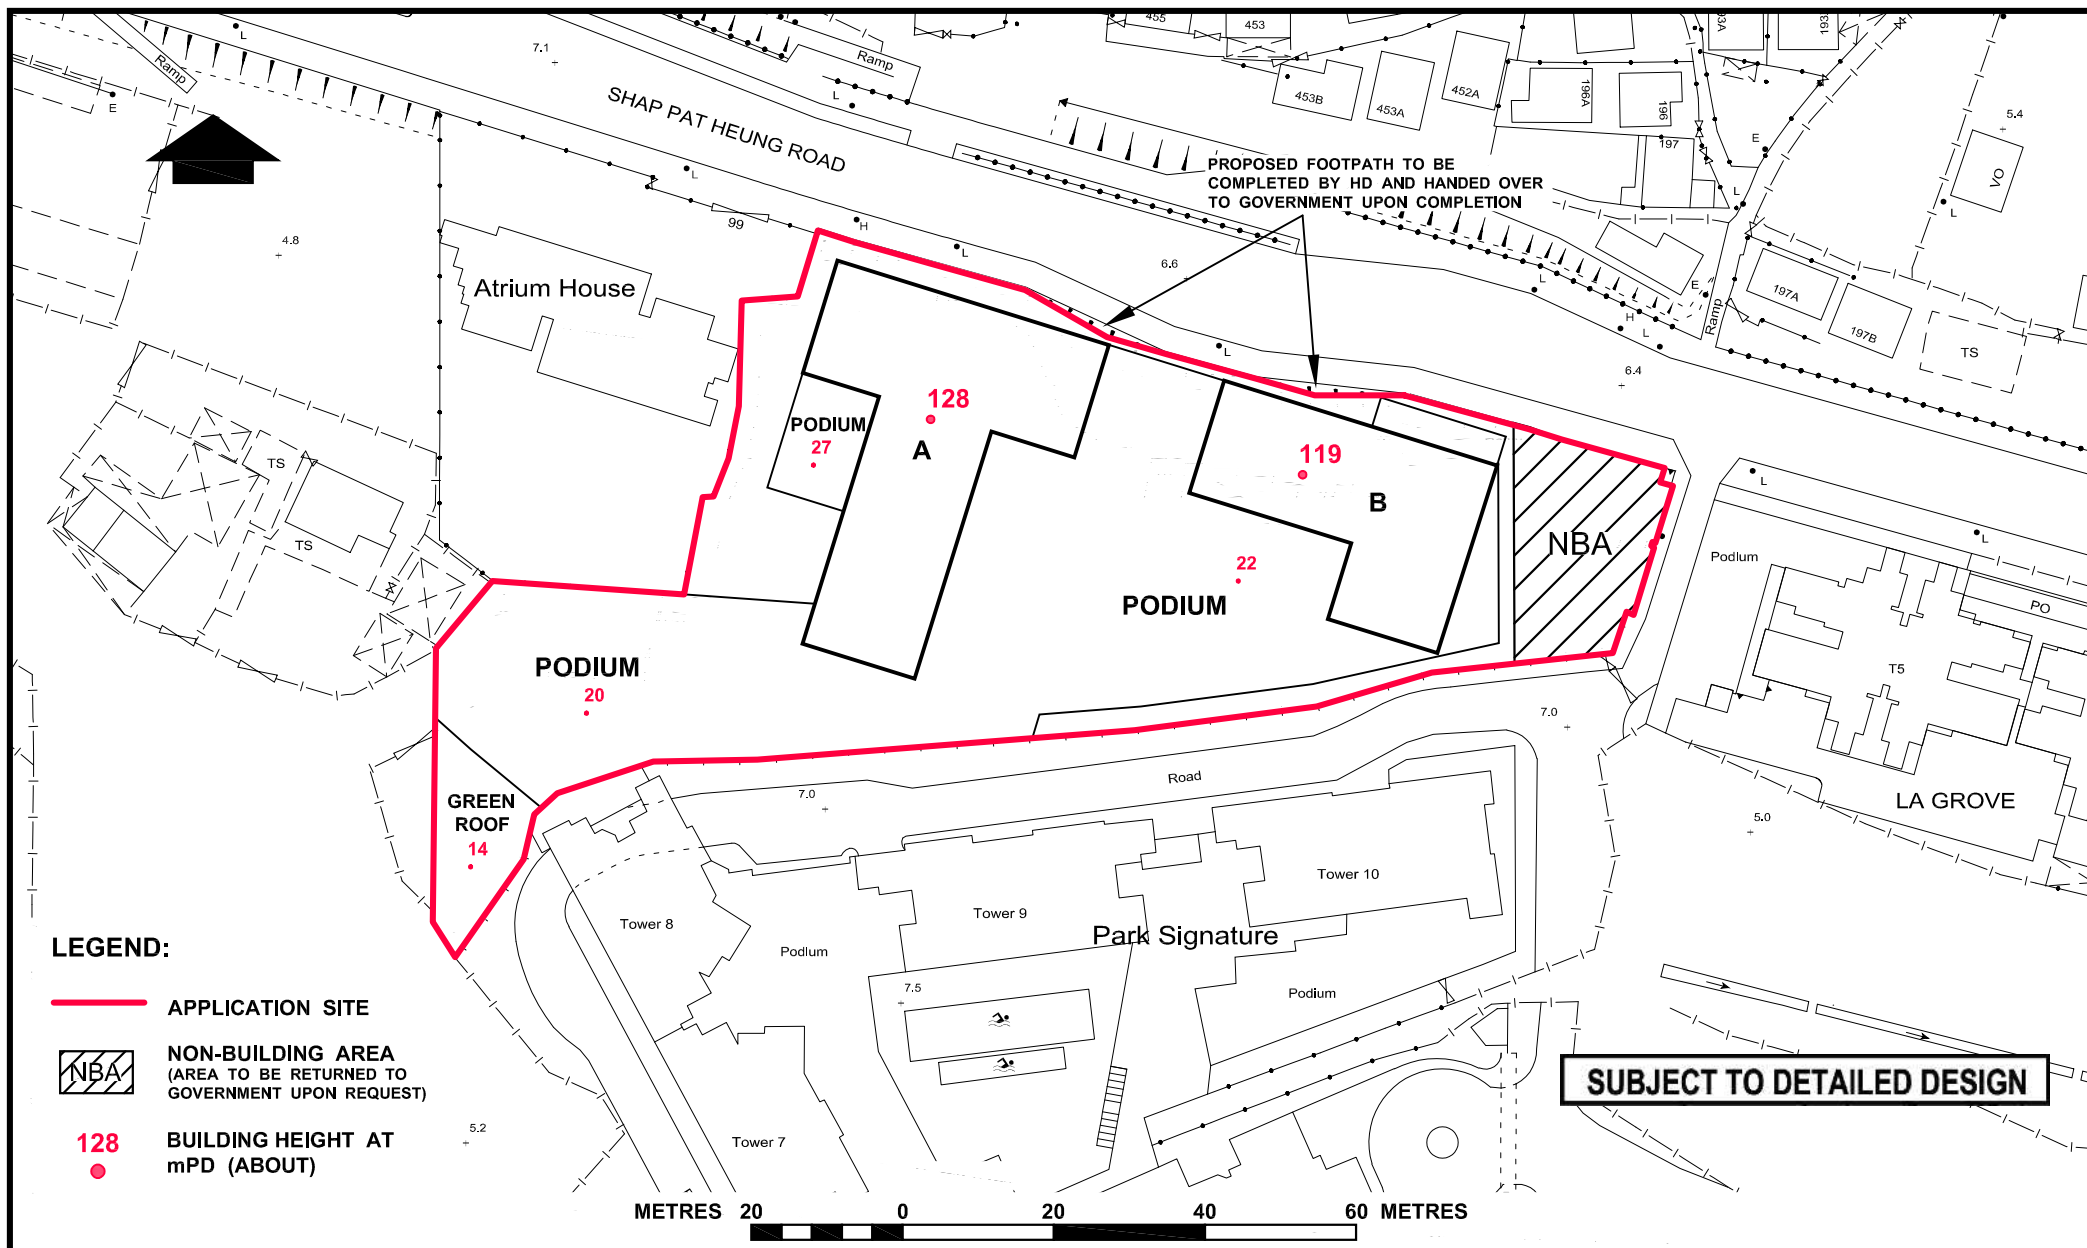 455
453
93A
193
7.1
Ramp
Ramp
L
L
SHAP PAT HEUNG ROAD
453B
453A
452A
196A
196
197
E
E
5.4
VO
L
L
PROPOSED FOOTPATH TO BE
COMPLETED BY HD AND HANDED OVER
TO GOVERNMENT UPON COMPLETION
L
99
H
L
4.8
6.6
L
E
197A
197B
TS
Ramp
H
L
L
6.4
Atrium House
128
A
PODIUM
27
119
B
NBA
22
PODIUM
TS
TS
L
L
Podium
PO
T5
LA GROVE
5.0
PODIUM
20
7.0
Road
7.0
GREEN
ROOF
14
Tower 8
Tower 9
Tower 10
Park Signature
Podium
7.5
Podium
Tower 7
5.2
LEGEND:
APPLICATION SITE
NBA
NON-BUILDING AREA
(AREA TO BE RETURNED TO
GOVERNMENT UPON REQUEST)
128
BUILDING HEIGHT AT
mPD (ABOUT)
SUBJECT TO DETAILED DESIGN
METRES 20 0 20 40 60 METRES